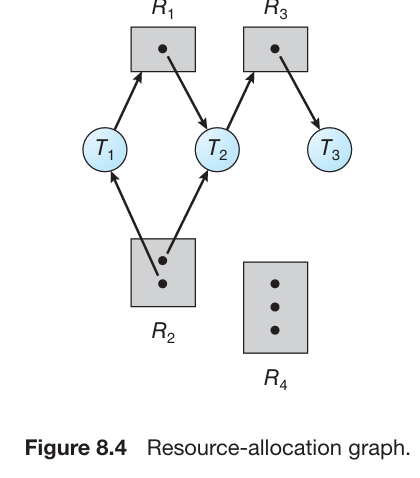 R₁ R₃
T₁ T₂ T₃
R₂
R₄
Figure 8.4 Resource-allocation graph.